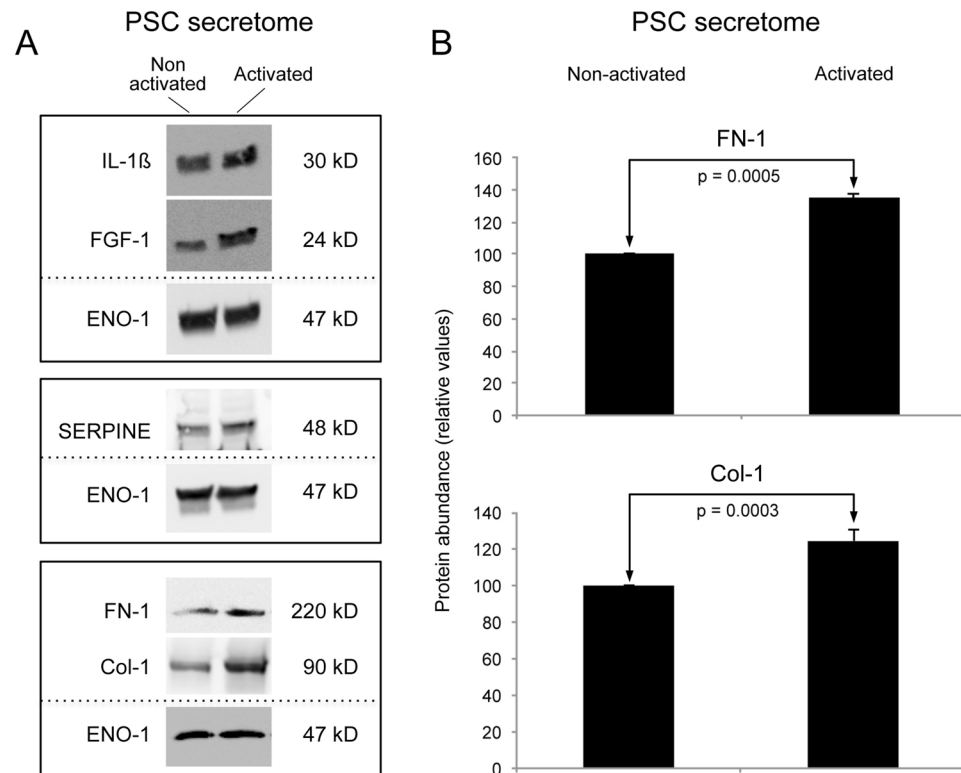 A
PSC secretome
Non
activated
Activated
IL-1ß
30 kD
FGF-1
24 kD
ENO-1
47 kD
SERPINE
48 kD
ENO-1
47 kD
FN-1
220 kD
Col-1
90 kD
ENO-1
47 kD
B
PSC secretome
Non-activated
Activated
Protein abundance (relative values)
FN-1
p = 0.0005
160
140
120
100
80
60
40
20
0
Col-1
p = 0.0003
140
120
100
80
60
40
20
0